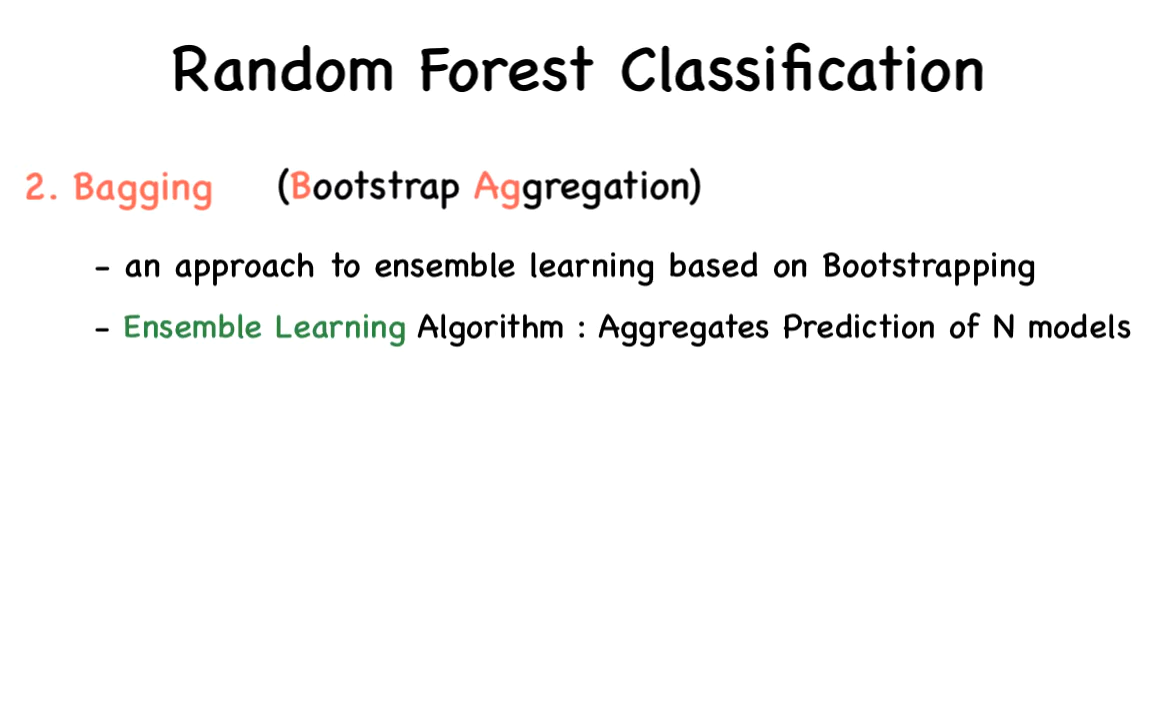 Random Forest Classification
2. Bagging (Bootstrap Aggregation)
- an approach to ensemble learning based on Bootstrapping
- Ensemble Learning Algorithm : Aggregates Prediction of N models